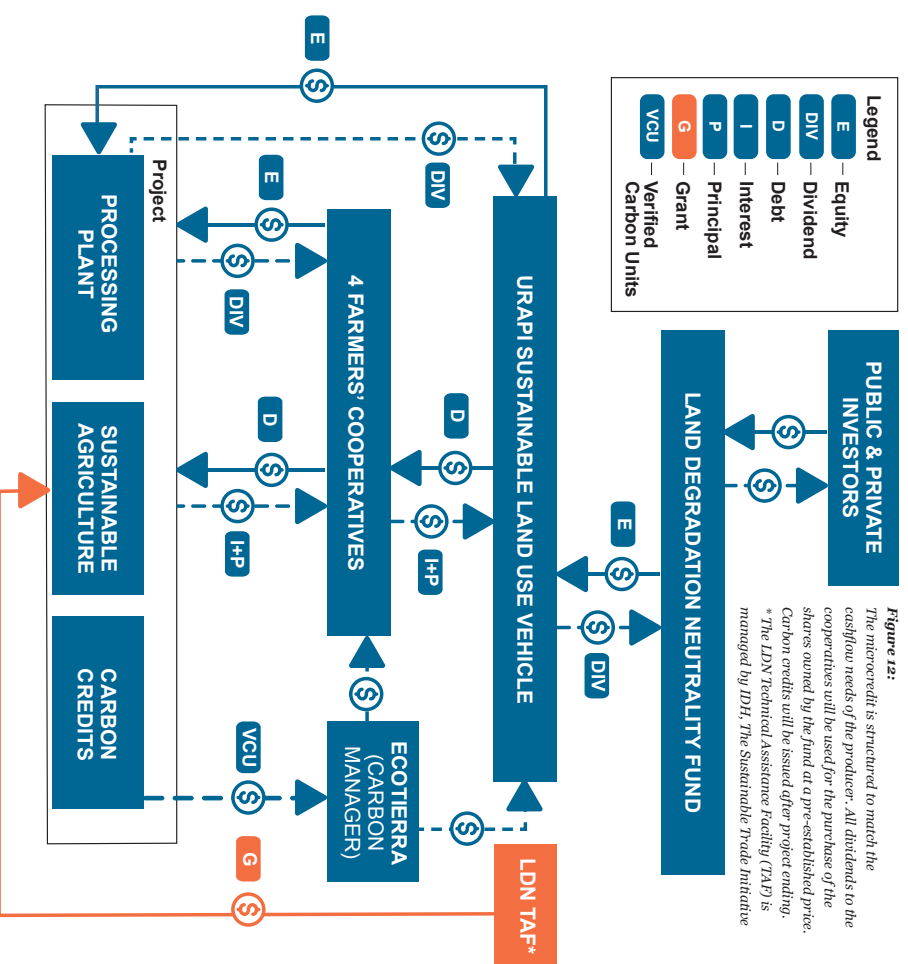 Legend
E — Equity
DIV — Dividend
D — Debt
I — Interest
P — Principal
G — Grant
VCU — Verified
Carbon Units
PUBLIC & PRIVATE
INVESTORS
Figure 12:
The microcredit is structured to match the
cashflow needs of the producer. All dividends to the
cooperatives will be used for the purchase of the
shares owned by the fund at a pre-established price.
Carbon credits will be issued after project ending.
* The LDN Technical Assistance Facility (TAF) is
managed by IDH, The Sustainable Trade Initiative
$
$
LAND DEGRADATION NEUTRALITY FUND
E
$
$
DIV
URAPI SUSTAINABLE LAND USE VEHICLE
LDN TAF*
E
$
$
DIV
D
$
$
I+P
$
4 FARMERS' COOPERATIVES
$
ECOTIERRA
(CARBON
MANAGER)
E
$
$
DIV
D
$
$
I+P
VCU
$
G
$
Project
PROCESSING
PLANT
SUSTAINABLE
AGRICULTURE
CARBON
CREDITS